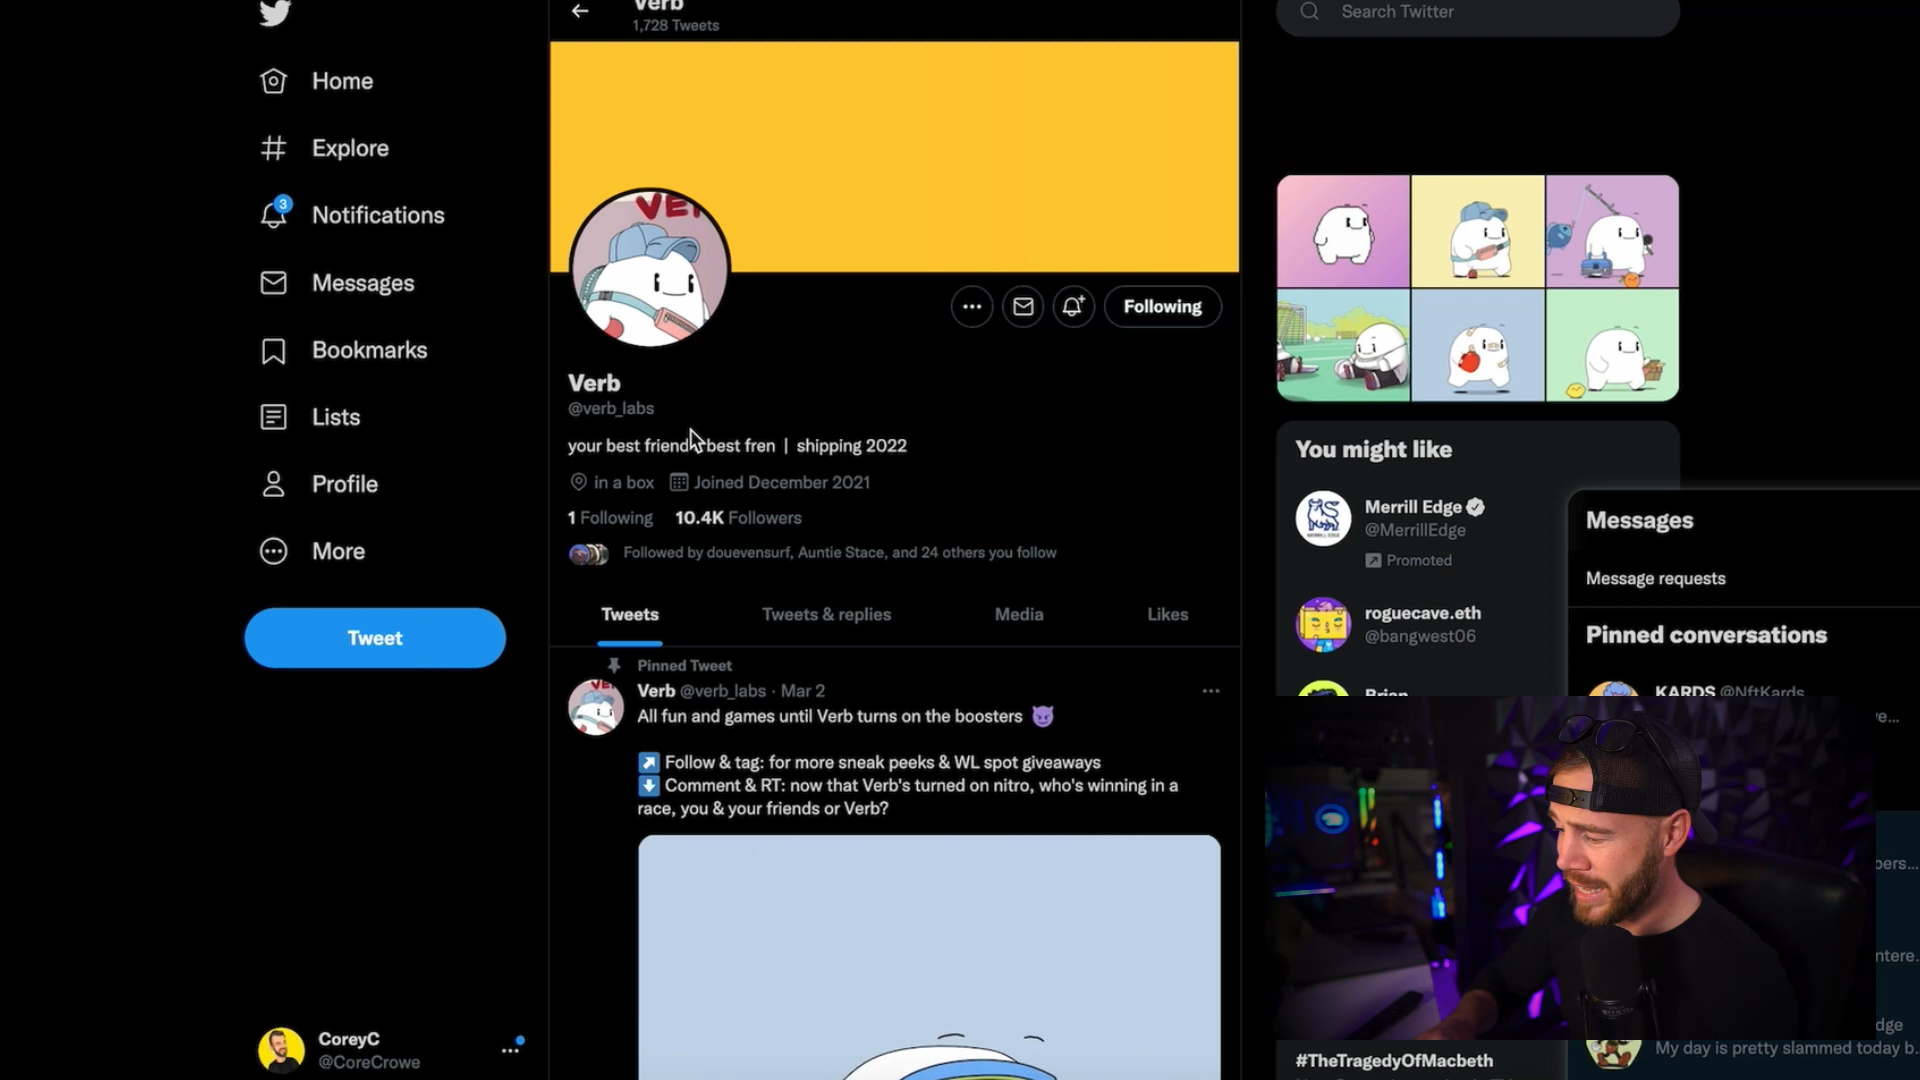 Verb
1,728 Tweets
Search Twitter
Home
Explore
3
Notifications
Messages
Bookmarks
Lists
Profile
More
Tweet
CoreyC
@CoreCrowe
VER
Following
Verb
@verb_labs
your best friend best fren | shipping 2022
in a box Joined December 2021
1 Following 10.4K Followers
Followed by douevensurf, Auntie Stace, and 24 others you follow
Tweets Tweets & replies Media Likes
Pinned Tweet
Verb @verb_labs · Mar 2
All fun and games until Verb turns on the boosters 😈
↗️ Follow & tag: for more sneak peeks & WL spot giveaways
⬇️ Comment & RT: now that Verb's turned on nitro, who's winning in a
race, you & your friends or Verb?
You might like
Merrill Edge
@MerrillEdge
Promoted
roguecave.eth
@bangwest06
Brian
#TheTragedyOfMacbeth
Messages
Message requests
Pinned conversations
KARDS @NftKards
My day is pretty slammed today b...